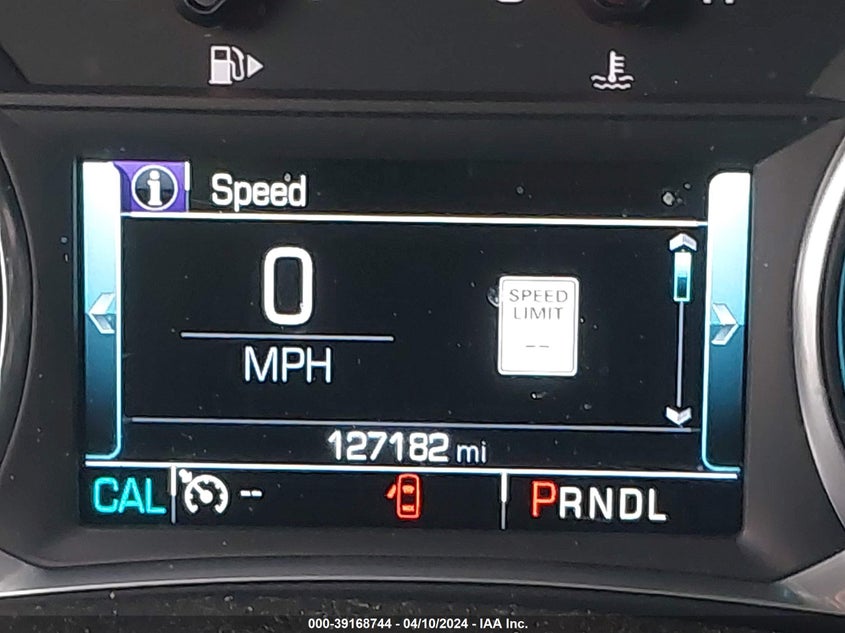 Speed
0
MPH
SPEED
LIMIT
--
127182 mi
CAL
--
PRNDL
000-39168744 - 04/10/2024 - IAA Inc.